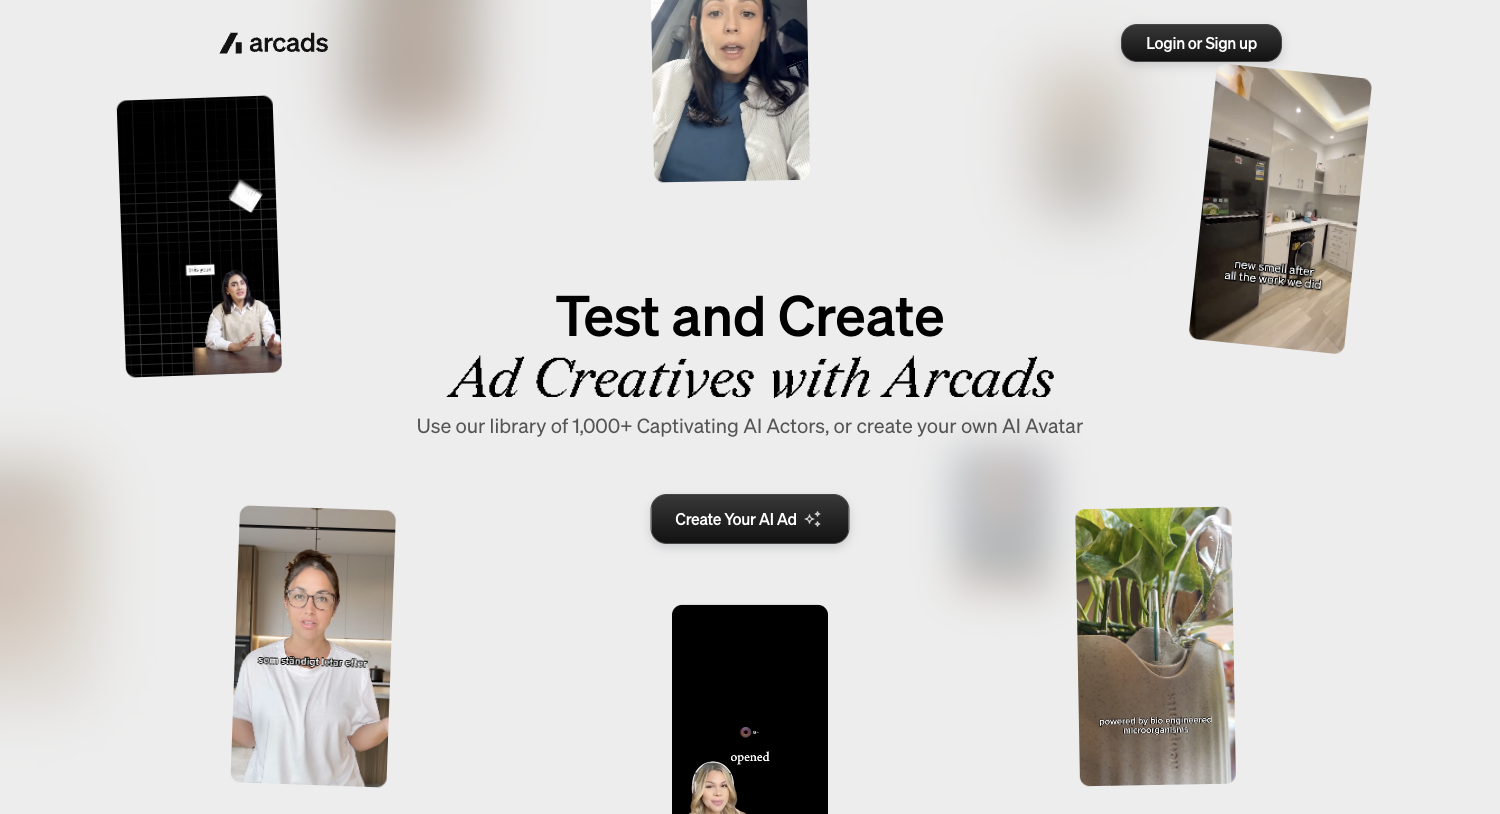 arcads
Login or Sign up
new smell after
all the work we did
Test and Create
Ad Creatives with Arcads
Use our library of 1,000+ Captivating AI Actors, or create your own AI Avatar
Create Your AI Ad
som ständigt letar efter
powered by bio engineered
microorganisms
opened